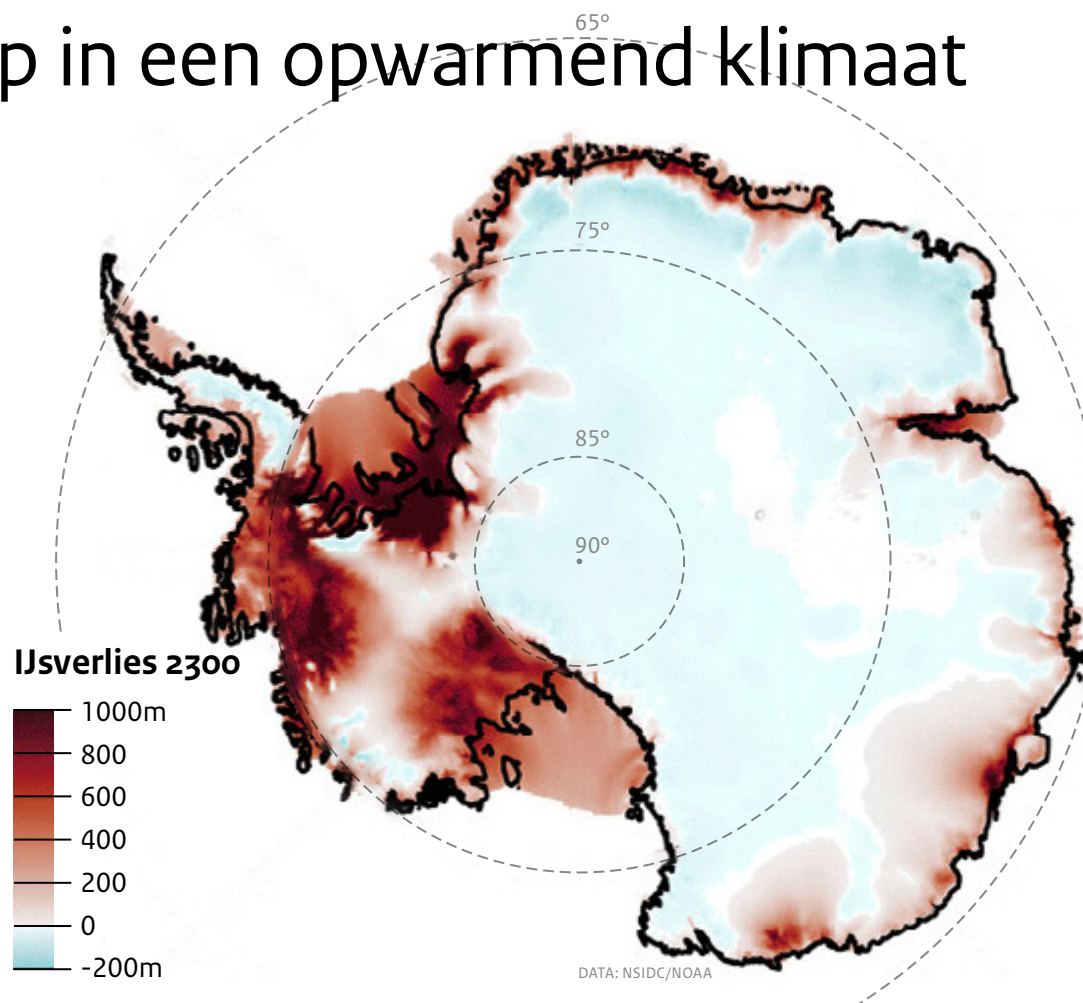 65°
p in een opwarmend klimaat
75°
85°
90°
IJsverlies 2300
1000m
800
600
400
200
0
-200m
DATA: NSIDC/NOAA